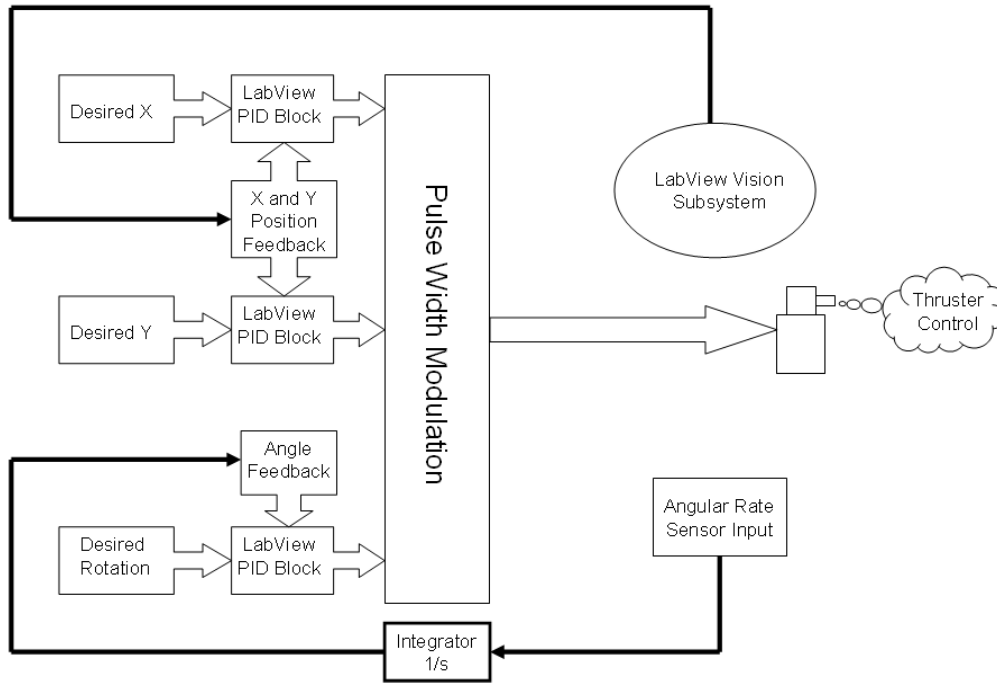 Desired X
LabView
PID Block
X and Y
Position
Feedback
Desired Y
LabView
PID Block
Angle
Feedback
Desired
Rotation
LabView
PID Block
Pulse Width Modulation
LabView Vision
Subsystem
Thruster
Control
Angular Rate
Sensor Input
Integrator
1/s